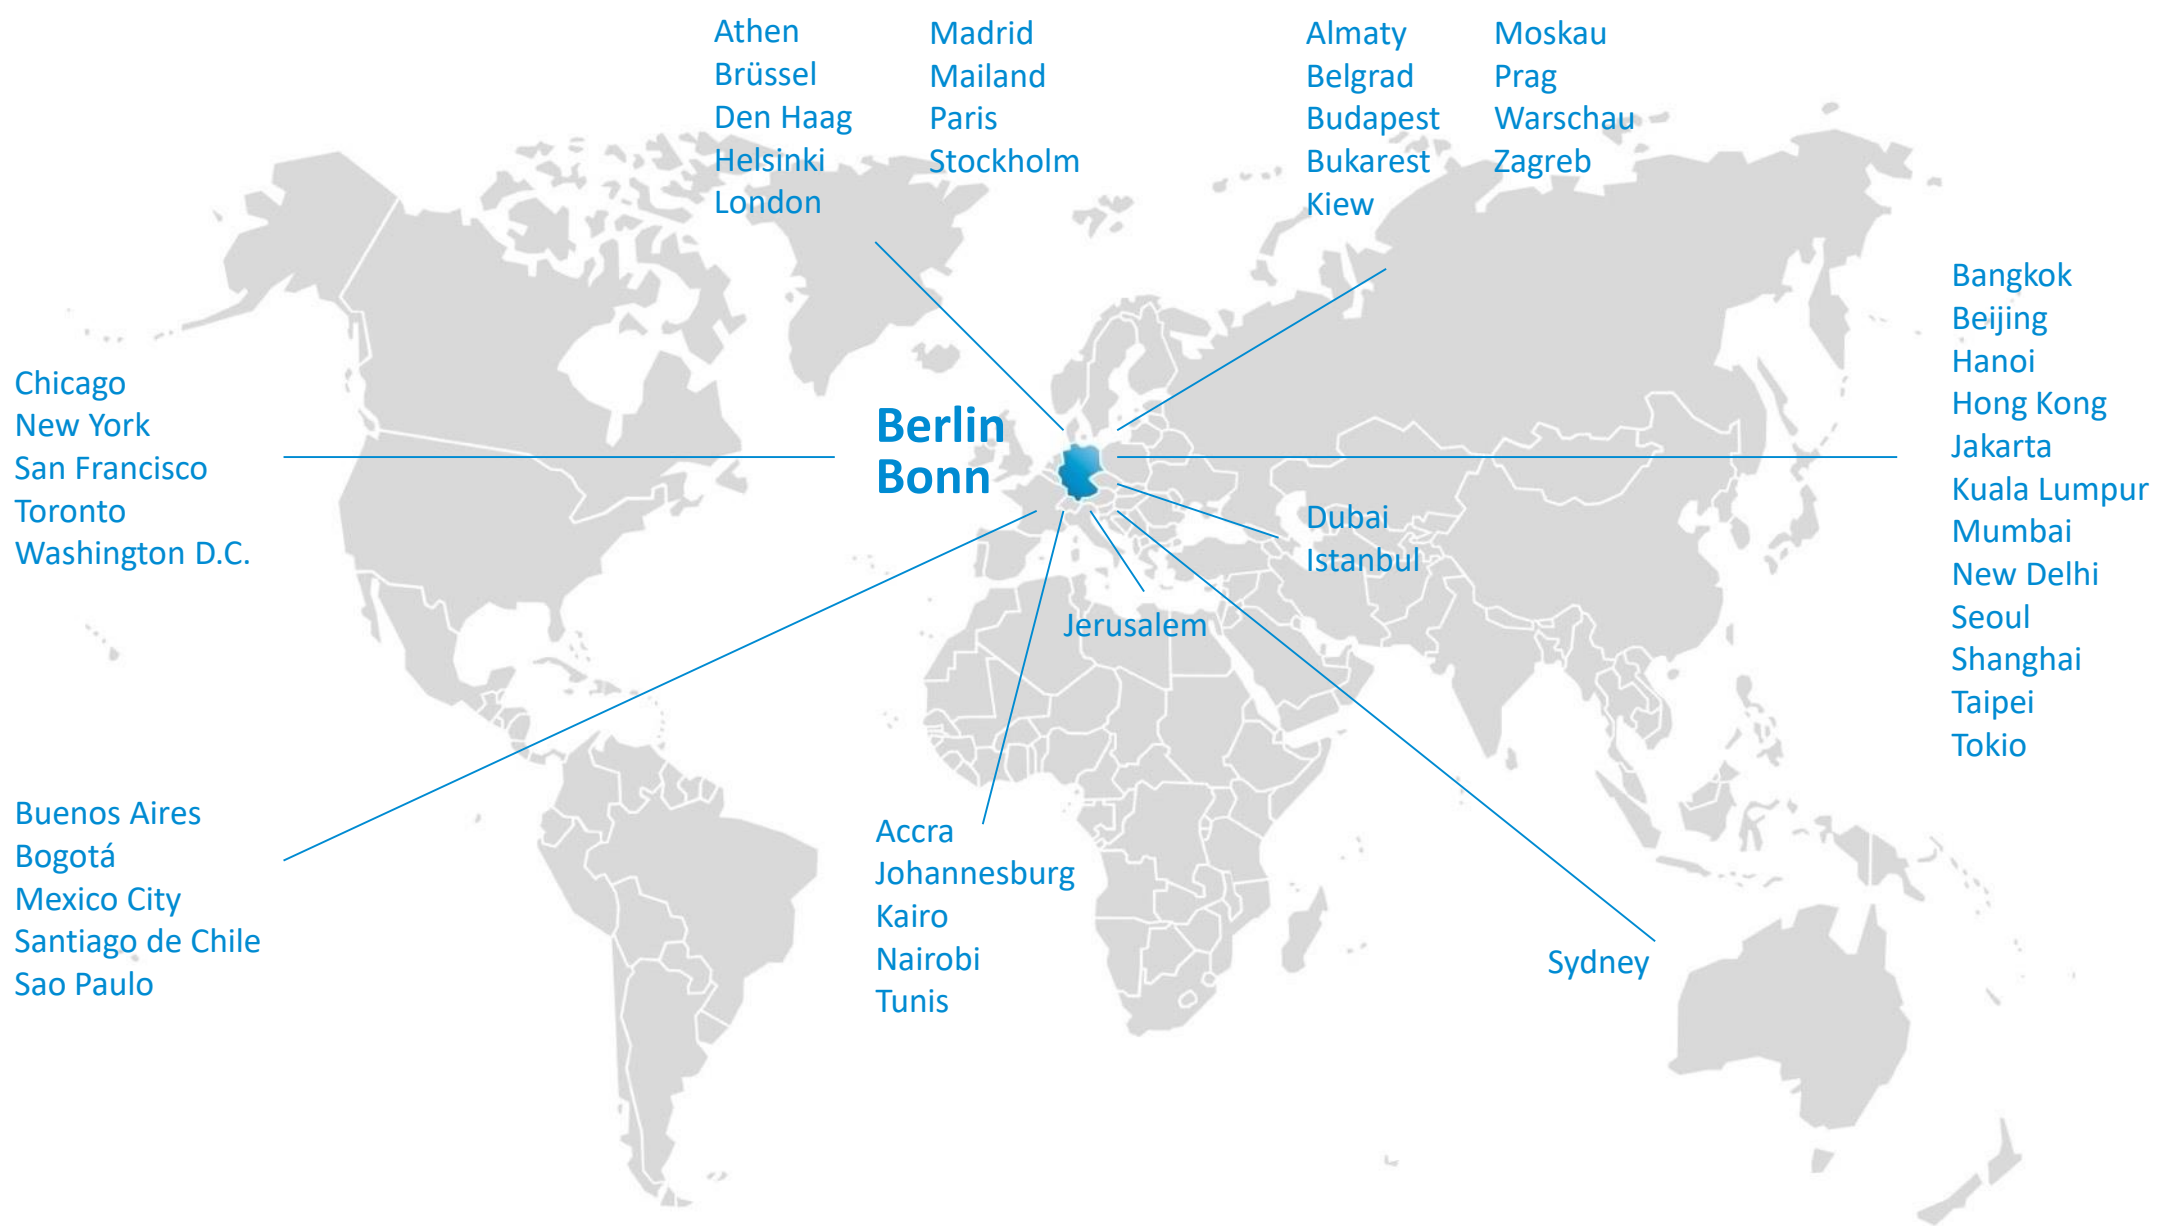 Athen
Brüssel
Den Haag
Helsinki
London
Madrid
Mailand
Paris
Stockholm
Almaty
Belgrad
Budapest
Bukarest
Kiew
Moskau
Prag
Warschau
Zagreb
Chicago
New York
San Francisco
Toronto
Washington D.C.
Berlin
Bonn
Bangkok
Beijing
Hanoi
Hong Kong
Jakarta
Kuala Lumpur
Mumbai
New Delhi
Seoul
Shanghai
Taipei
Tokio
Dubai
Istanbul
Jerusalem
Buenos Aires
Bogotá
Mexico City
Santiago de Chile
Sao Paulo
Accra
Johannesburg
Kairo
Nairobi
Tunis
Sydney